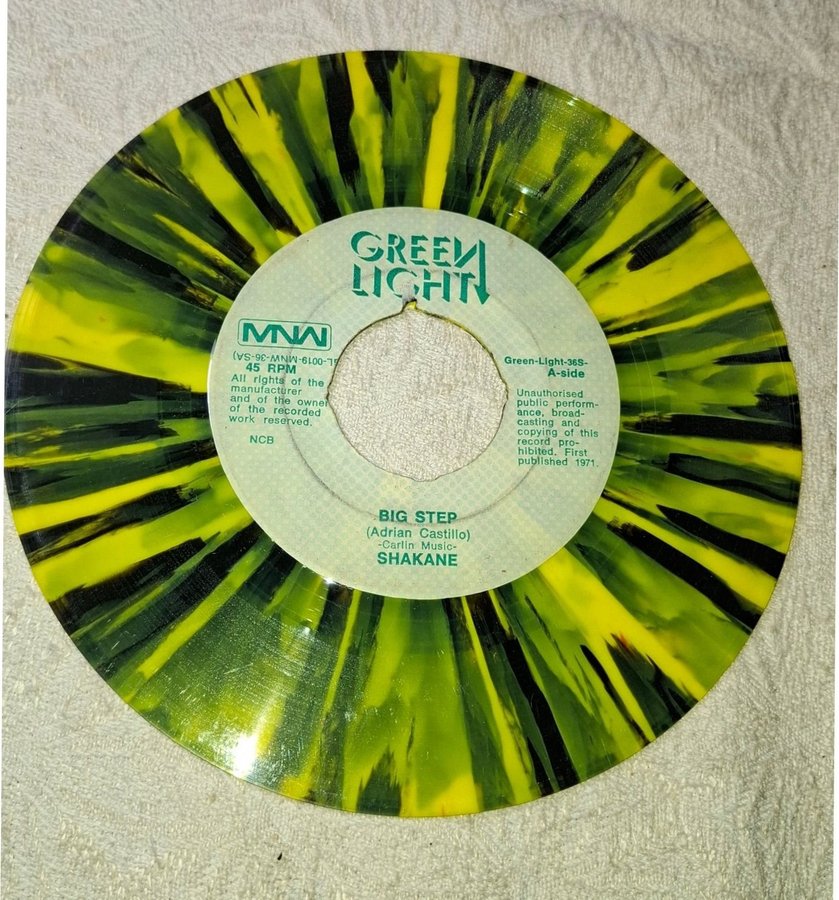 GREEN
LIGHT
MNW
GL-0019-MNW-36-SA)
45 RPM
All rights of the
manufacturer
and of the owner
of the recorded
work reserved.
NCB
Green-Light-36S-
A-side
Unauthorised
public perform-
ance, broad-
casting and
copying of this
record pro-
hibited. First
published 1971.
BIG STEP
(Adrian Castillo)
-Carlin Music-
SHAKANE